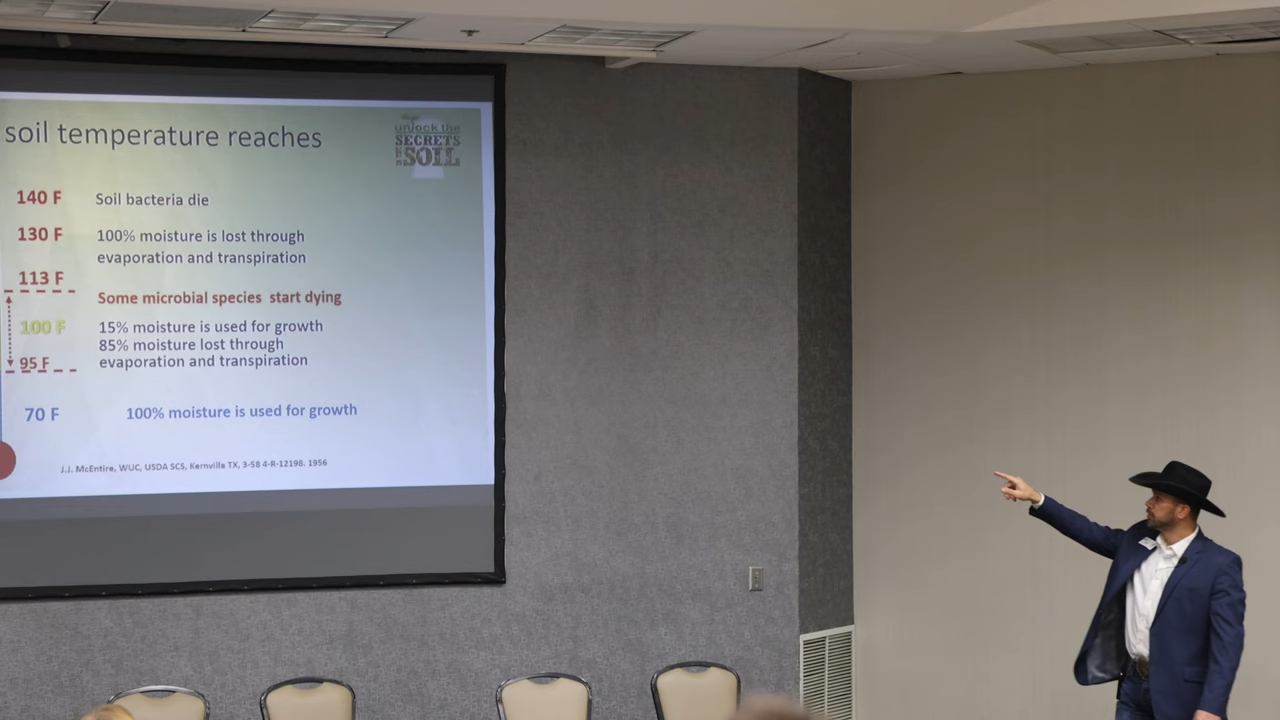 soil temperature reaches
unlock the
SECRETS
IN THE
SOIL
140 F Soil bacteria die
130 F 100% moisture is lost through
evaporation and transpiration
113 F
Some microbial species start dying
100 F 15% moisture is used for growth
85% moisture lost through
95 F evaporation and transpiration
70 F 100% moisture is used for growth
J.J. McEntire, WUC, USDA SCS, Kernville TX, 3-58 4-R-12198. 1956